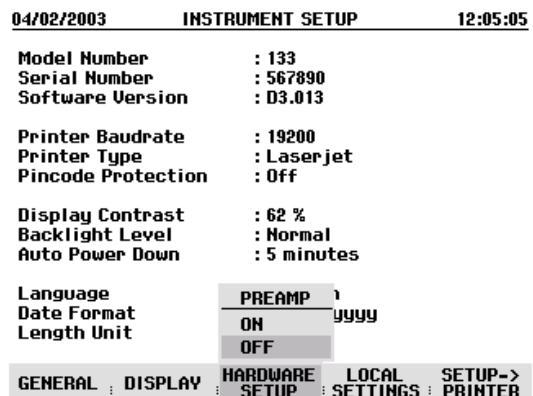 04/02/2003 INSTRUMENT SETUP 12:05:05
Model Number : 133
Serial Number : 567890
Software Version : D3.013
Printer Baudrate : 19200
Printer Type : Laserjet
Pincode Protection : Off
Display Contrast : 62 %
Backlight Level : Normal
Auto Power Down : 5 minutes
Language
Date Format yyyy
Length Unit
PREAMP
ON
OFF
GENERAL DISPLAY HARDWARE SETUP LOCAL SETTINGS SETUP-> PRINTER